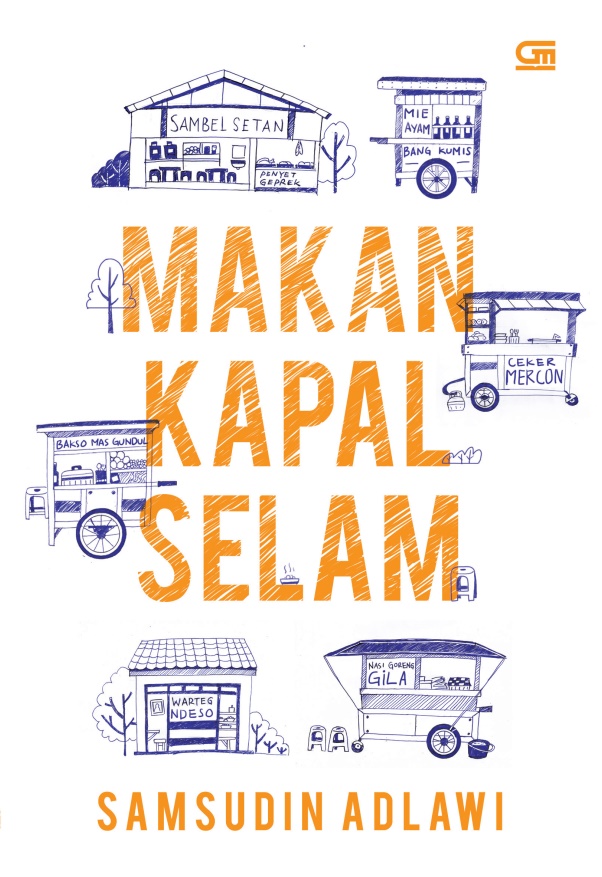 GM
SAMBEL SETAN
PENYET
GEPREK
MIE
AYAM
BANG KUMIS
MAKAN
KAPAL
SELAM
CEKER
MERCON
BAKSO MAS GUNDUL
WARTEG
NDESO
NASI GORENG
GILA
SAMSUDIN ADLAWI